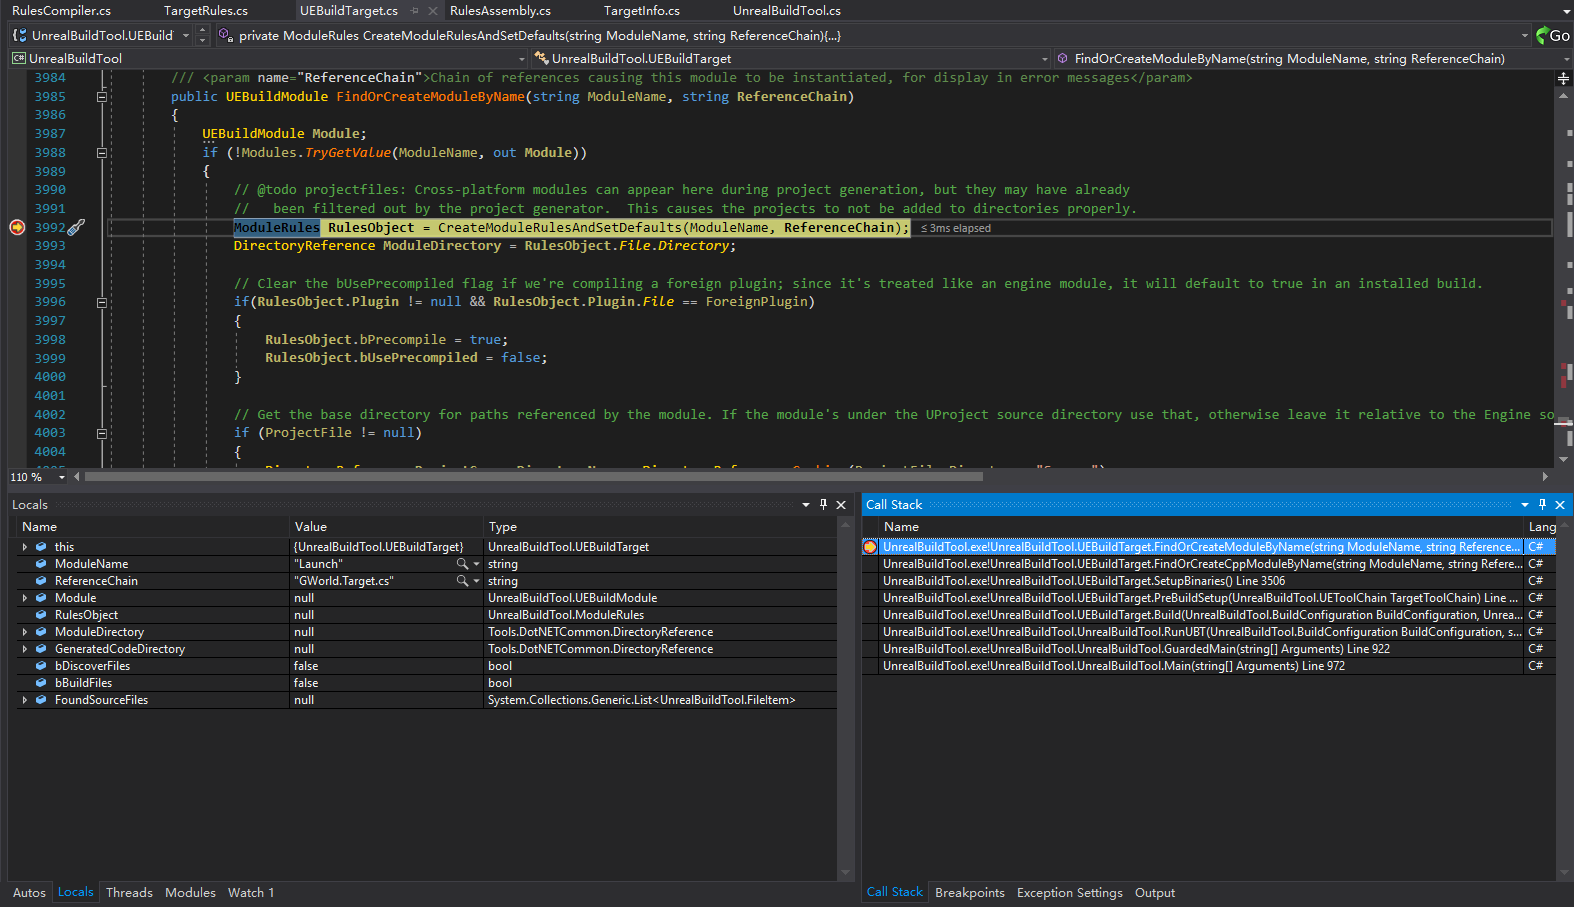 RulesCompiler.cs TargetRules.cs UEBuildTarget.cs RulesAssembly.cs TargetInfo.cs UnrealBuildTool.cs
UnrealBuildTool.UEBuild private ModuleRules CreateModuleRulesAndSetDefaults(string ModuleName, string ReferenceChain){...} Go
C# UnrealBuildTool UnrealBuildTool.UEBuildTarget FindOrCreateModuleByName(string ModuleName, string ReferenceChain)
3984 /// <param name="ReferenceChain">Chain of references causing this module to be instantiated, for display in error messages</param>
3985 public UEBuildModule FindOrCreateModuleByName(string ModuleName, string ReferenceChain)
3986 {
3987 UEBuildModule Module;
3988 if (!Modules.TryGetValue(ModuleName, out Module))
3989 {
3990 // @todo projectfiles: Cross-platform modules can appear here during project generation, but they may have already
3991 //   been filtered out by the project generator.  This causes the projects to not be added to directories properly.
3992 ModuleRules RulesObject = CreateModuleRulesAndSetDefaults(ModuleName, ReferenceChain); ≤ 3ms elapsed
3993 DirectoryReference ModuleDirectory = RulesObject.File.Directory;
3994
3995 // Clear the bUsePrecompiled flag if we're compiling a foreign plugin; since it's treated like an engine module, it will default to true in an installed build.
3996 if(RulesObject.Plugin != null && RulesObject.Plugin.File == ForeignPlugin)
3997 {
3998 RulesObject.bPrecompile = true;
3999 RulesObject.bUsePrecompiled = false;
4000 }
4001
4002 // Get the base directory for paths referenced by the module. If the module's under the UProject source directory use that, otherwise leave it relative to the Engine so
4003 if (ProjectFile != null)
4004 {
110 %
Locals
Name Value Type
this {UnrealBuildTool.UEBuildTarget} UnrealBuildTool.UEBuildTarget
ModuleName "Launch" string
ReferenceChain "GWorld.Target.cs" string
Module null UnrealBuildTool.UEBuildModule
RulesObject null UnrealBuildTool.ModuleRules
ModuleDirectory null Tools.DotNETCommon.DirectoryReference
GeneratedCodeDirectory null Tools.DotNETCommon.DirectoryReference
bDiscoverFiles false bool
bBuildFiles false bool
FoundSourceFiles null System.Collections.Generic.List<UnrealBuildTool.FileItem>
Autos Locals Threads Modules Watch 1
Call Stack
Name Lang
UnrealBuildTool.exe!UnrealBuildTool.UEBuildTarget.FindOrCreateModuleByName(string ModuleName, string Reference... C#
UnrealBuildTool.exe!UnrealBuildTool.UEBuildTarget.FindOrCreateCppModuleByName(string ModuleName, string Refere... C#
UnrealBuildTool.exe!UnrealBuildTool.UEBuildTarget.SetupBinaries() Line 3506 C#
UnrealBuildTool.exe!UnrealBuildTool.UEBuildTarget.PreBuildSetup(UnrealBuildTool.UEToolChain TargetToolChain) Line ... C#
UnrealBuildTool.exe!UnrealBuildTool.UEBuildTarget.Build(UnrealBuildTool.BuildConfiguration BuildConfiguration, Unrea... C#
UnrealBuildTool.exe!UnrealBuildTool.UnrealBuildTool.RunUBT(UnrealBuildTool.BuildConfiguration BuildConfiguration, s... C#
UnrealBuildTool.exe!UnrealBuildTool.UnrealBuildTool.GuardedMain(string[] Arguments) Line 922 C#
UnrealBuildTool.exe!UnrealBuildTool.UnrealBuildTool.Main(string[] Arguments) Line 972 C#
Call Stack Breakpoints Exception Settings Output